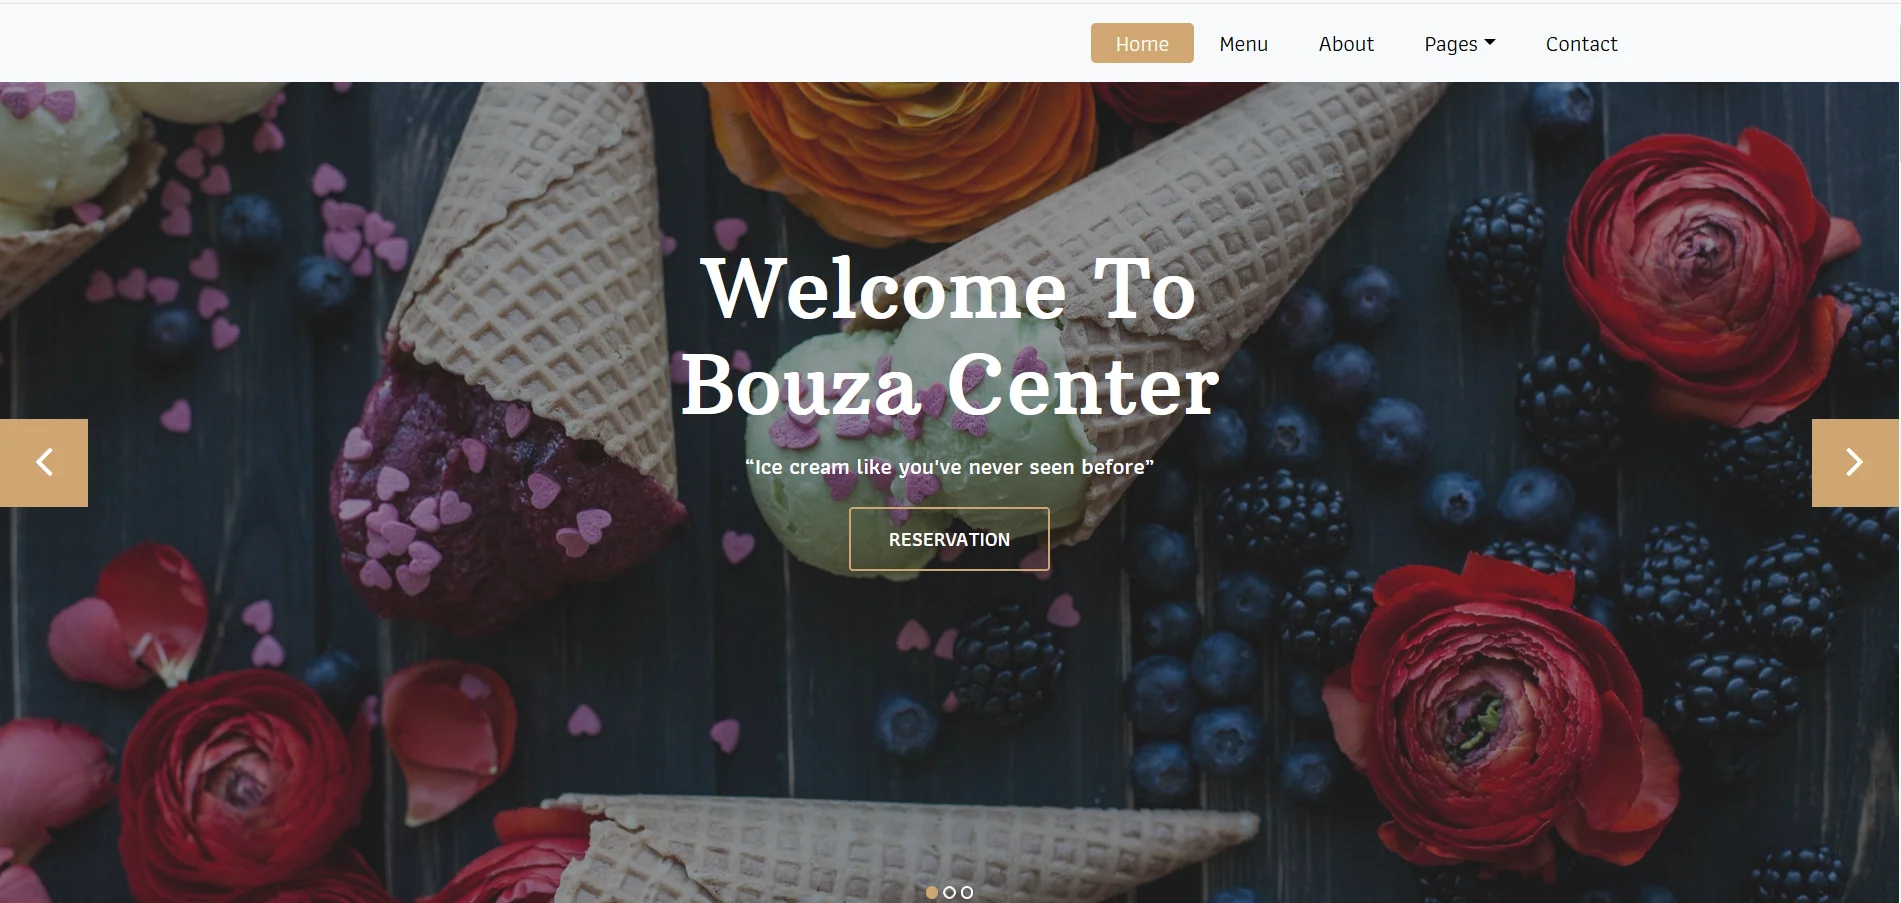 Home Menu About Pages Contact
Welcome To
Bouza Center
“Ice cream like you've never seen before”
RESERVATION